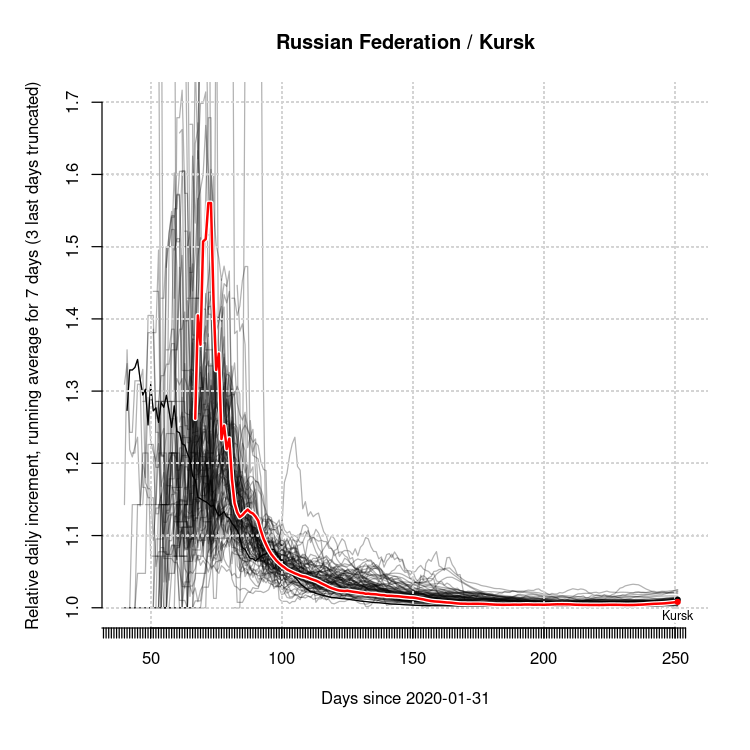 Russian Federation / Kursk
Relative daily increment, running average for 7 days (3 last days truncated)
1.7
1.6
1.5
1.4
1.3
1.2
1.1
1.0
Kursk
50 100 150 200 250
Days since 2020-01-31